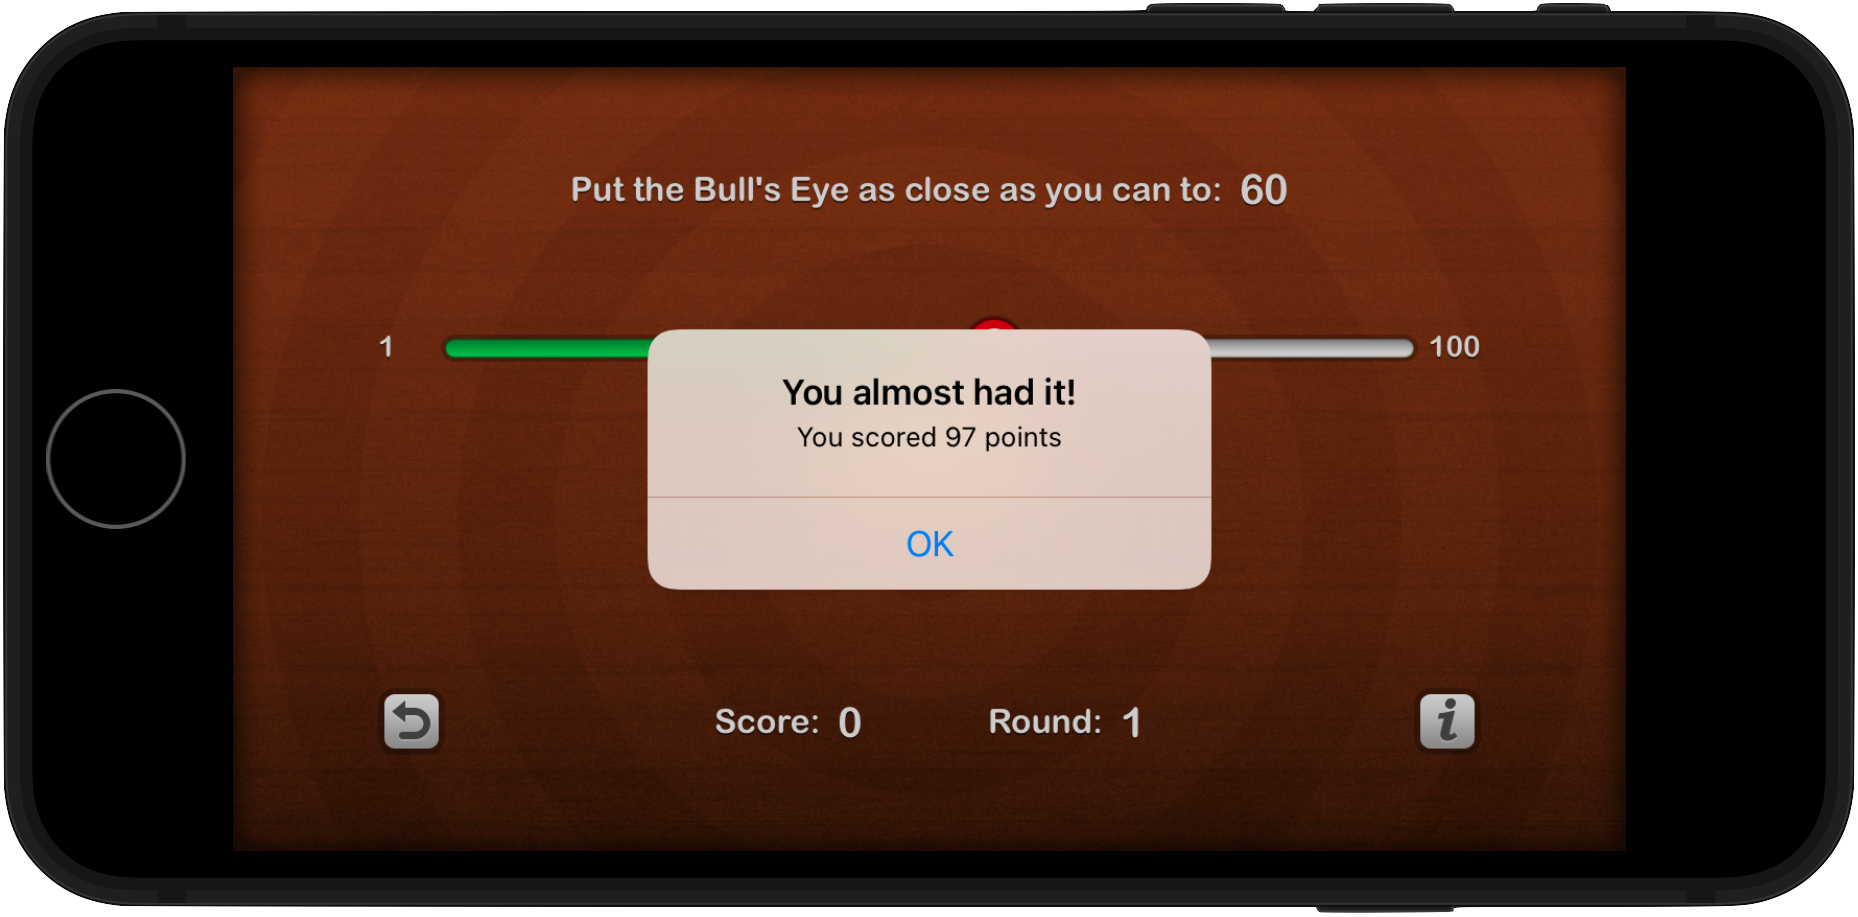 Put the Bull's Eye as close as you can to: 60
1 100
You almost had it!
You scored 97 points
OK
Score: 0 Round: 1